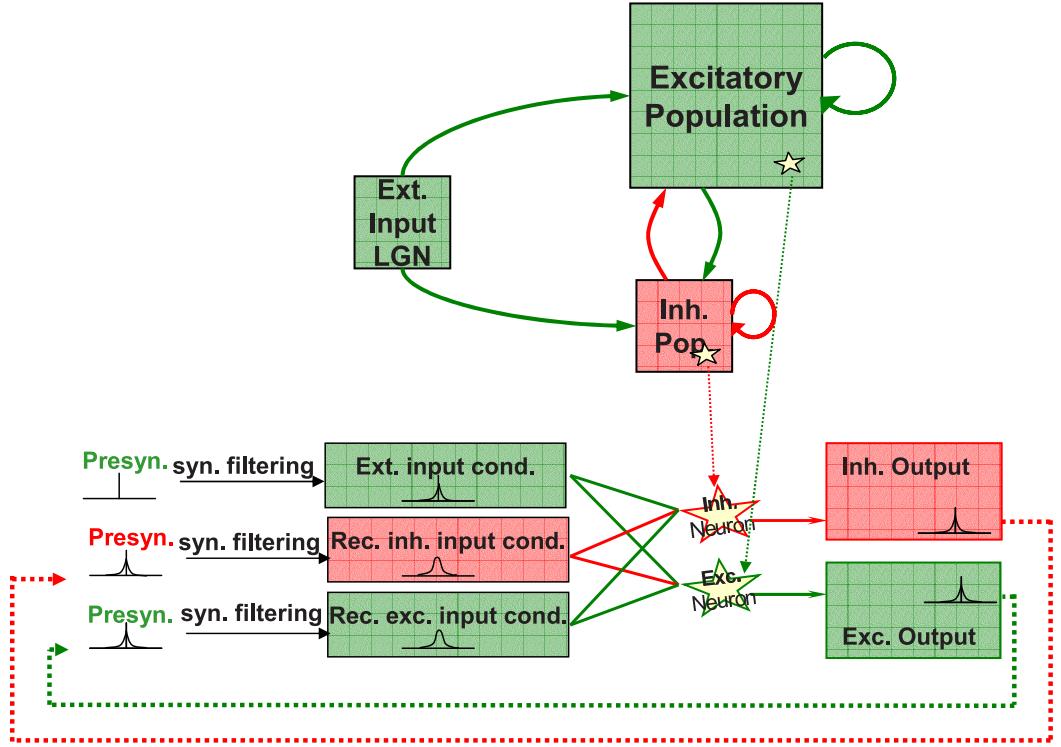 Excitatory
Population
Ext.
Input
LGN
Inh.
Pop.
Presyn.
syn. filtering
Ext. input cond.
Inh.
Neuron
Inh. Output
Presyn.
syn. filtering
Rec. inh. input cond.
Exc.
Neuron
Presyn.
syn. filtering
Rec. exc. input cond.
Exc. Output